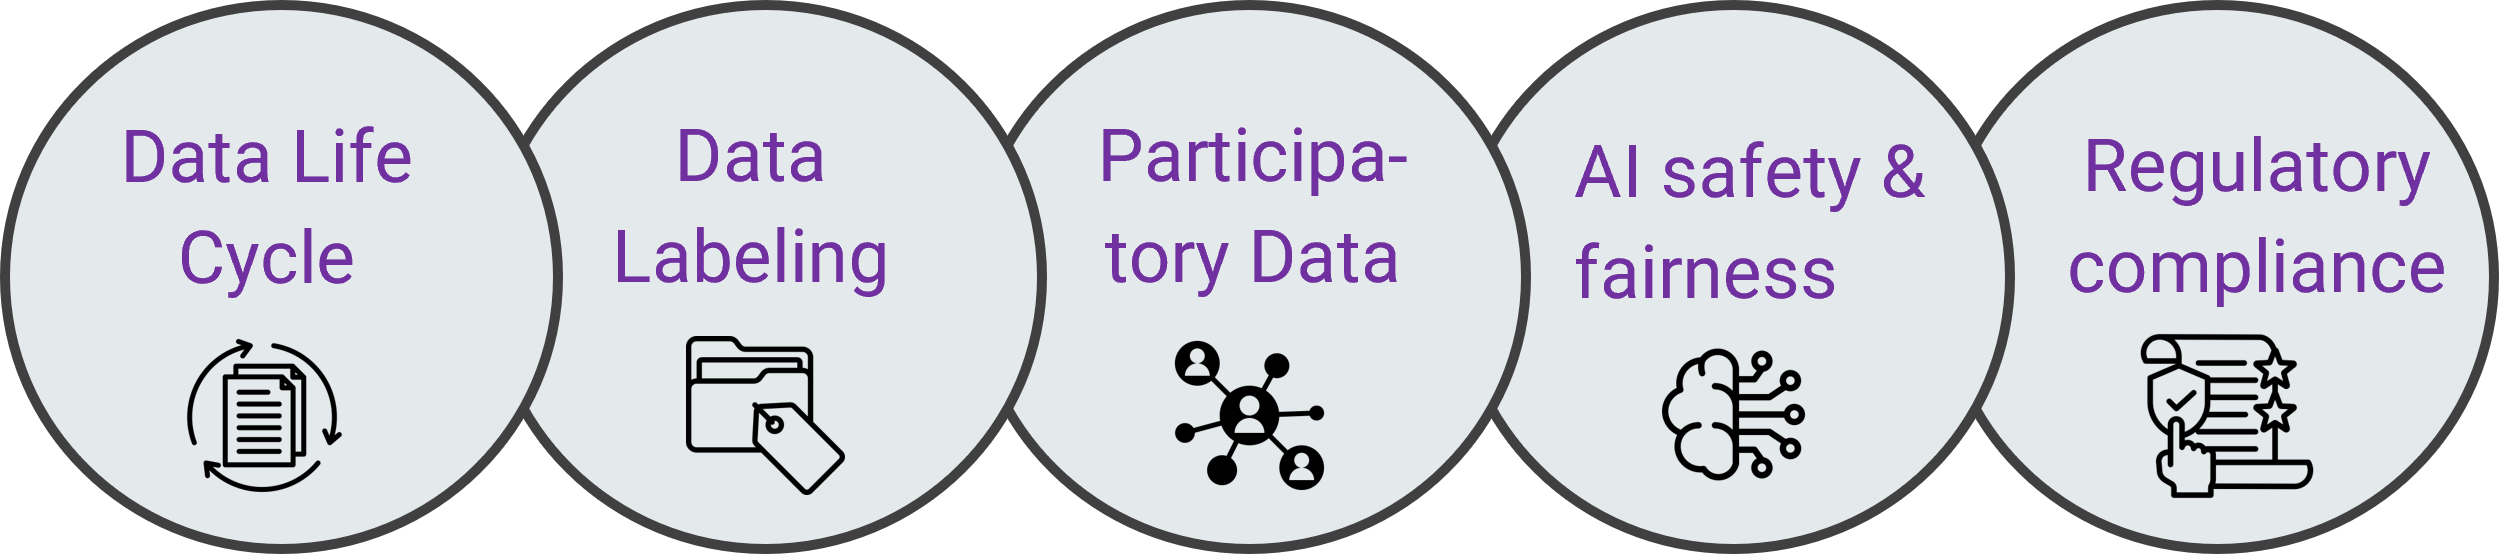 Data Life
Cycle
Data
Labeling
Participa-
tory Data
AI safety &
fairness
Regulatory
compliance